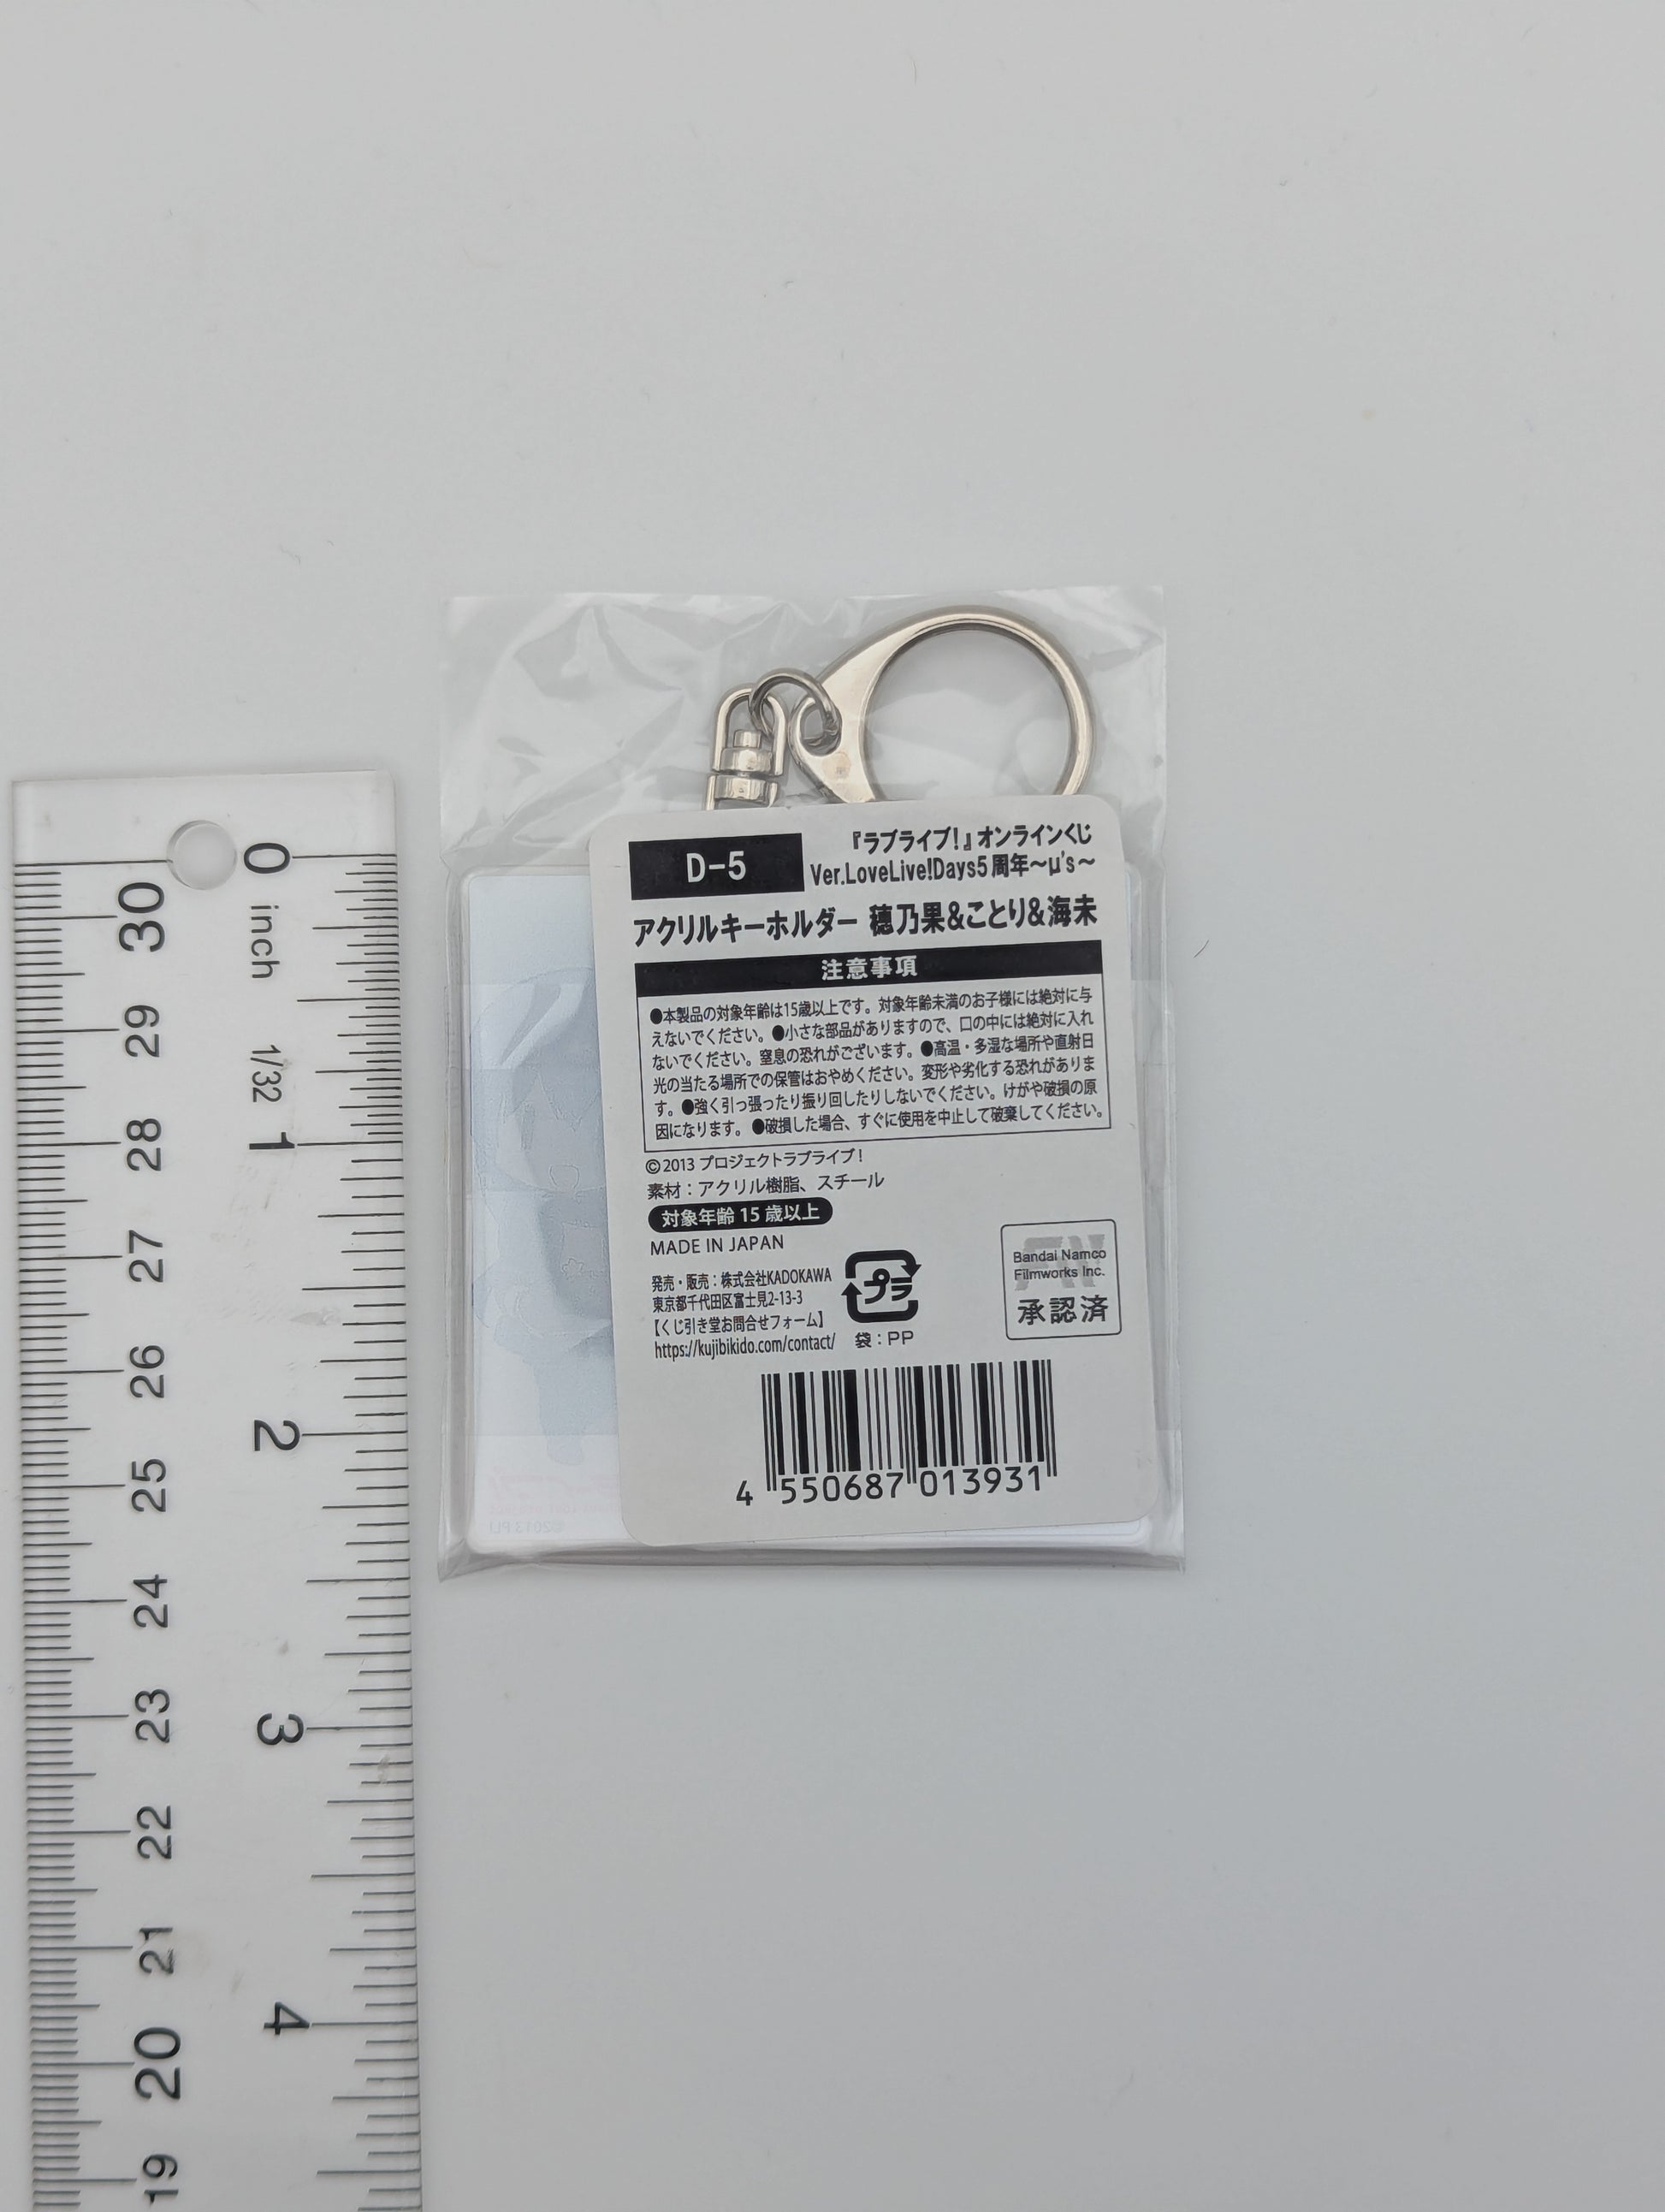 D-5
『ラブライブ!』オンラインくじ
Ver.LoveLive!Days5周年〜μ's〜
アクリルキーホルダー 穂乃果&ことり&海未
注意事項
●本製品の対象年齢は15歳以上です。対象年齢未満のお子様には絶対に与
えないでください。●小さな部品がありますので、口の中には絶対に入れ
ないでください。窒息の恐れがございます。●高温・多湿な場所や直射日
光の当たる場所での保管はおやめください。変形や劣化する恐れがありま
す。●強く引っ張ったり振り回したりしないでください。けがや破損の原
因になります。●破損した場合、すぐに使用を中止して破棄してください。
©2013 プロジェクトラブライブ!
素材:アクリル樹脂、スチール
対象年齢 15 歳以上
MADE IN JAPAN
発売・販売:株式会社KADOKAWA
東京都千代田区富士見2-13-3
【くじ引き堂お問合せフォーム】
https://kujibikido.com/contact/
プラ
袋:PP
Bandai Namco
Filmworks Inc.
承認済
4 550687 013931
0 inch 1/32 1 2 3 4
30 29 28 27 26 25 24 23 22 21 20 19